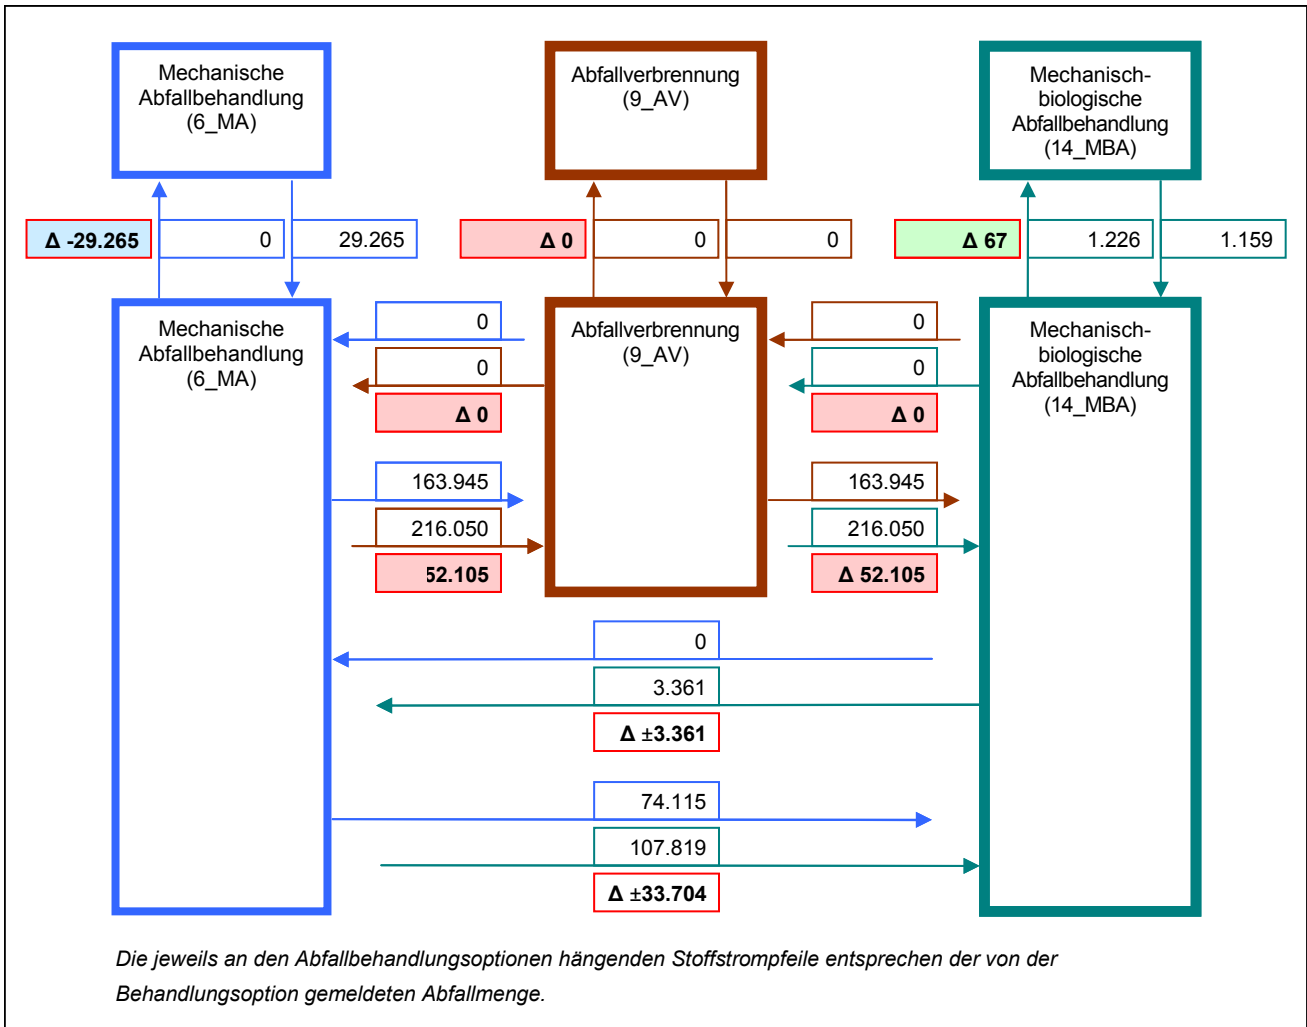 Mechanische
Abfallbehandlung
(6_MA)
Abfallverbrennung
(9_AV)
Mechanisch-
biologische
Abfallbehandlung
(14_MBA)
Δ -29.265
0
29.265
Δ 0
0
0
Δ 67
1.226
1.159
Mechanische
Abfallbehandlung
(6_MA)
0
0
Δ 0
163.945
216.050
52.105
Abfallverbrennung
(9_AV)
0
0
Δ 0
163.945
216.050
Δ 52.105
Mechanisch-
biologische
Abfallbehandlung
(14_MBA)
0
3.361
Δ ±3.361
74.115
107.819
Δ ±33.704
Die jeweils an den Abfallbehandlungsoptionen hängenden Stoffstrompfeile entsprechen der von der
Behandlungsoption gemeldeten Abfallmenge.